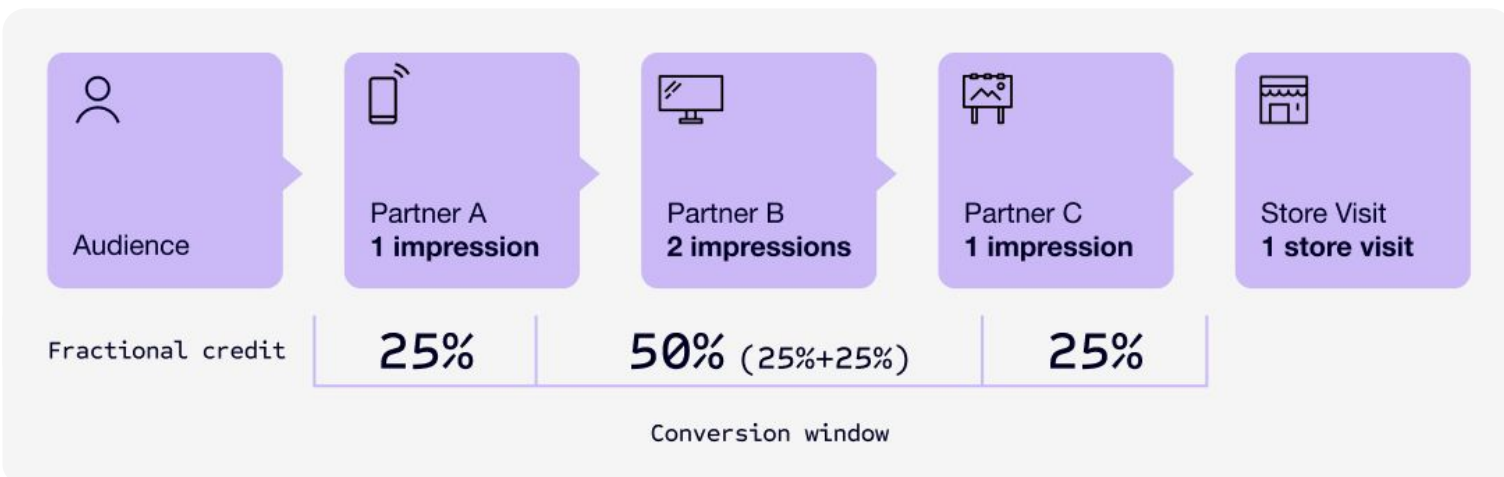 Audience
Partner A
1 impression
Partner B
2 impressions
Partner C
1 impression
Store Visit
1 store visit
Fractional credit
25%
50% (25%+25%)
25%
Conversion window